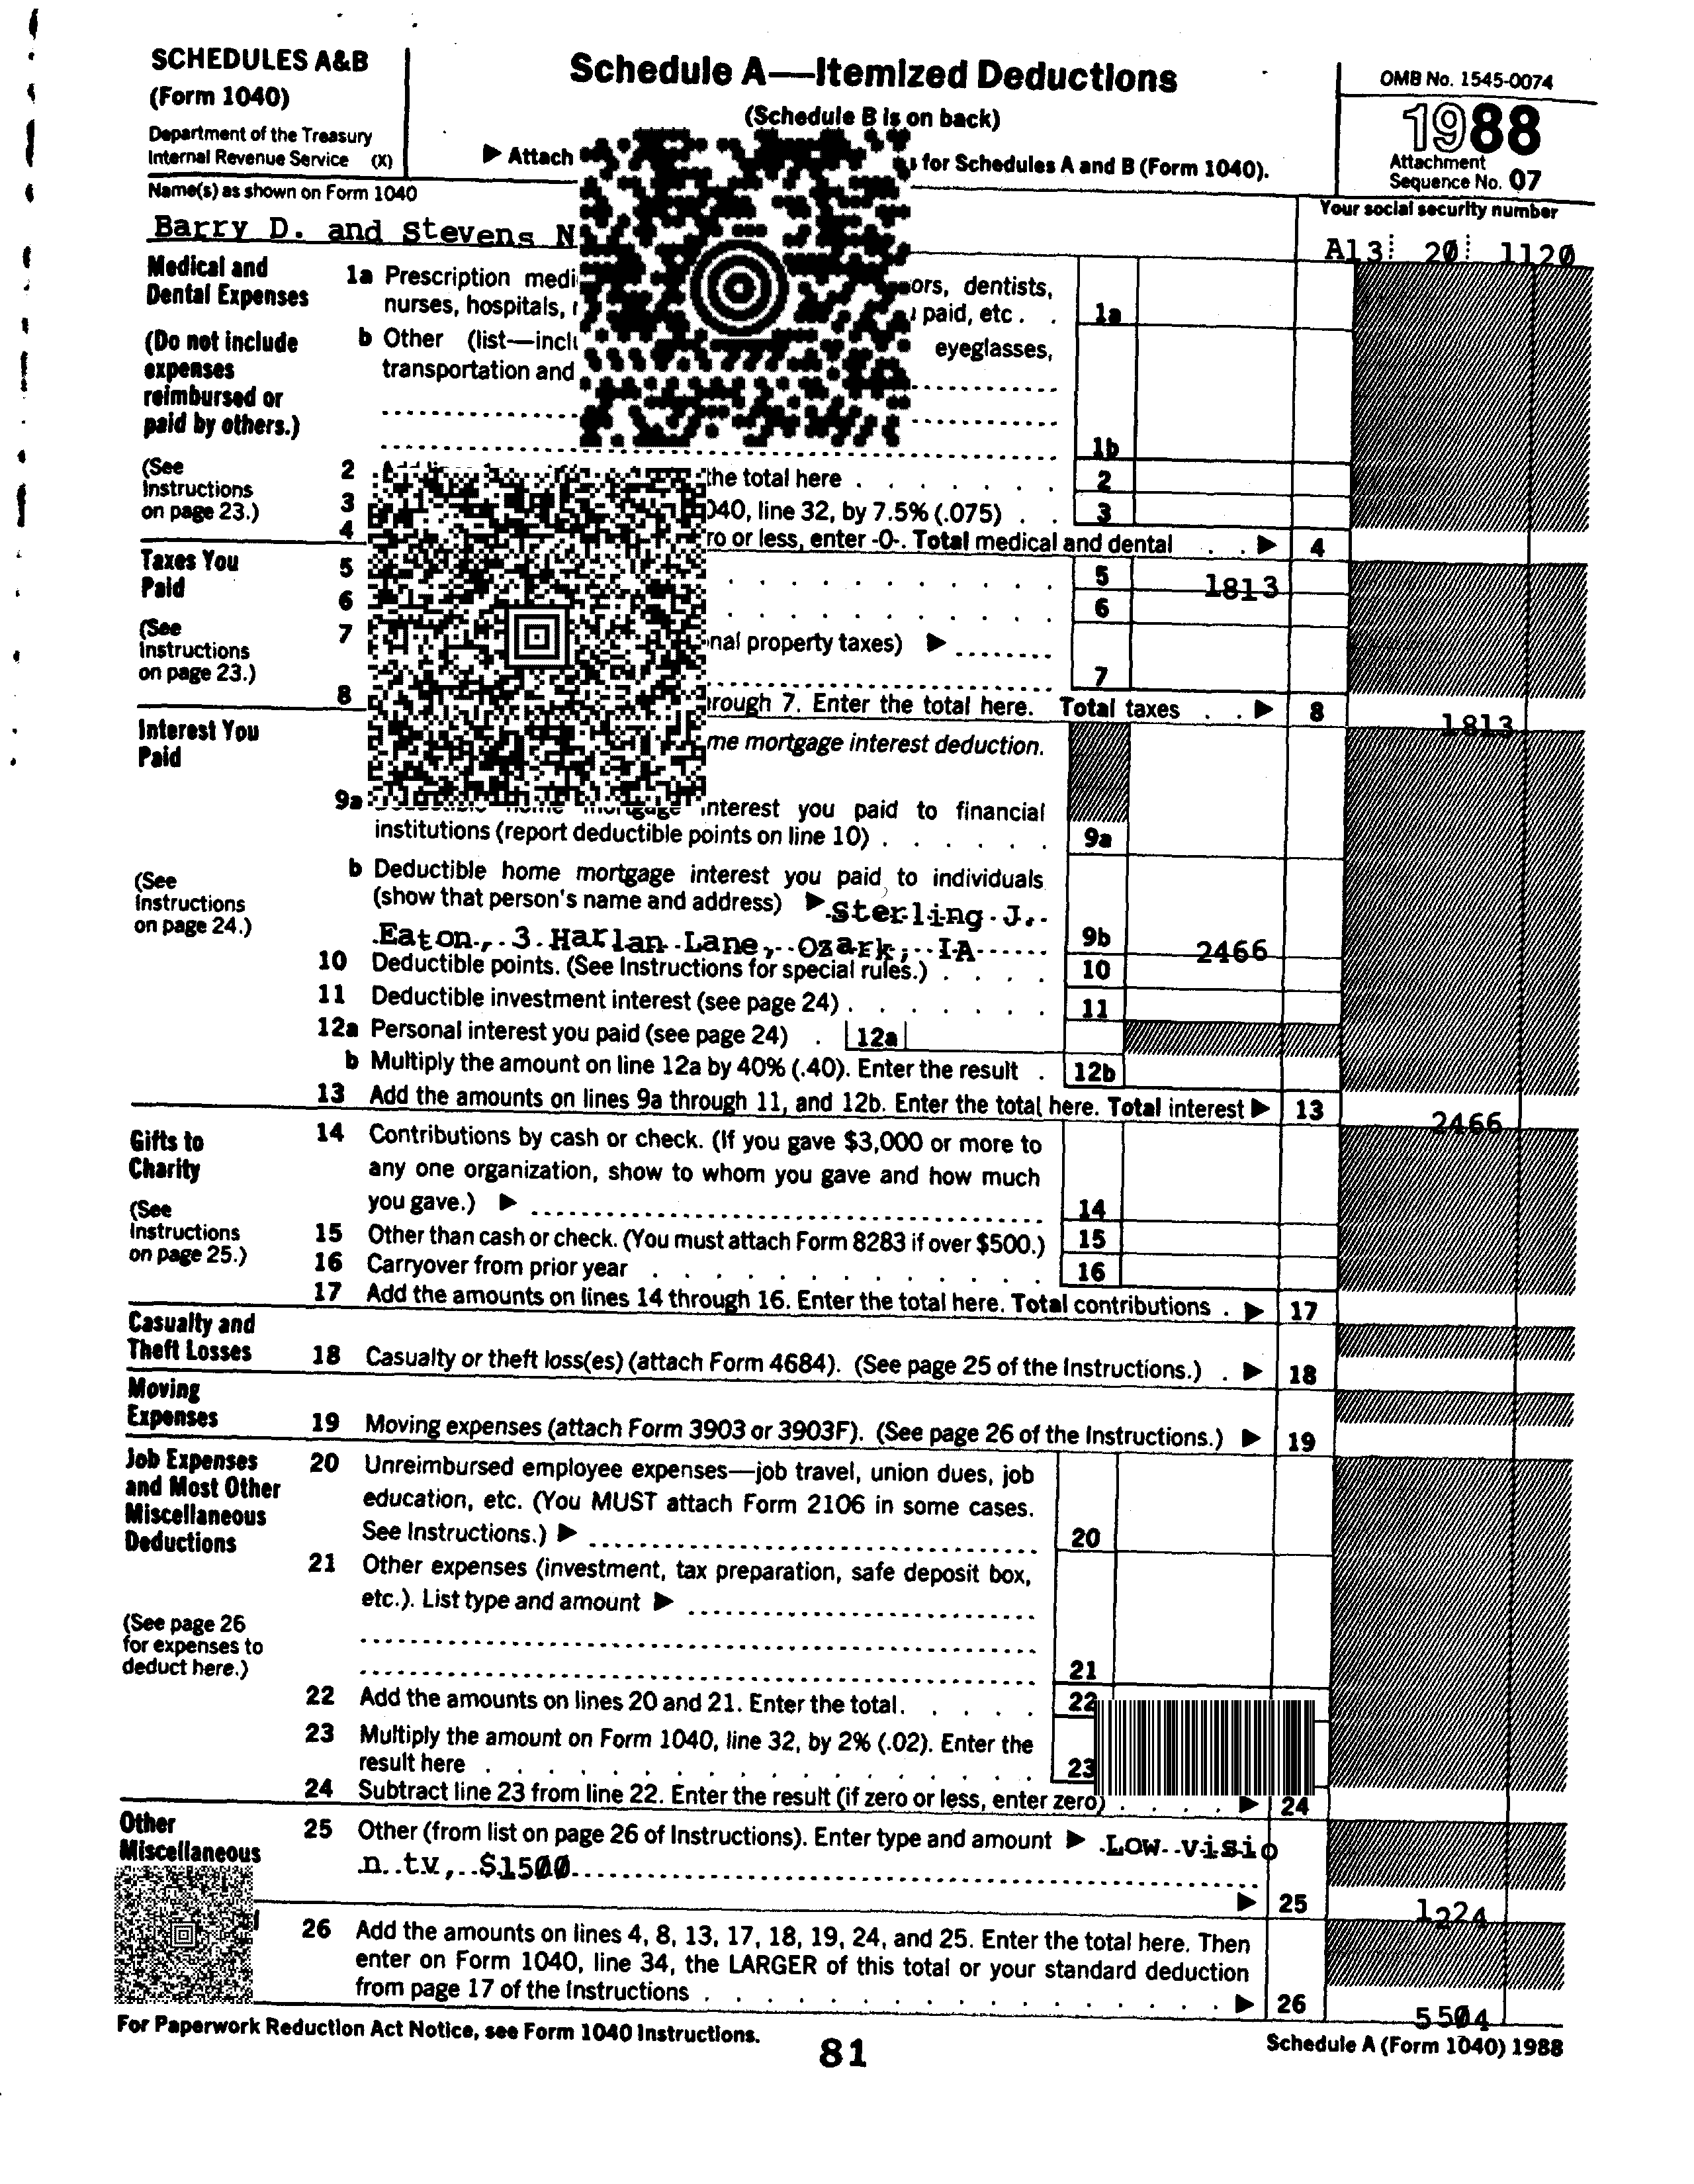 SCHEDULES A&B
(Form 1040)
Department of the Treasury
Internal Revenue Service (X)
Schedule A—Itemized Deductions
(Schedule B is on back)
▶ Attach
for Schedules A and B (Form 1040).
OMB No. 1545-0074
1988
Attachment
Sequence No. 07
Name(s) as shown on Form 1040
Barry D. and Stevens N
Your social security number
A13 20 1120
Medical and
Dental Expenses
(Do not include
expenses
reimbursed or
paid by others.)
(See
Instructions
on page 23.)
1a Prescription
ors, dentists,
nurses, hospitals,
paid, etc . . 1a
b Other
eyeglasses,
transportation and
1b
2
the total here . . . . . . . 2
3
line 32, by 7.5% (.075) . . 3
4
or less, enter -0-. Total medical and dental . . ▶ 4
Taxes You
Paid
(See
Instructions
on page 23.)
5 . . . . . . . . . . . 5 1813
6 . . . . . . . . . . . 6
7
property taxes) ▶
7
8
7. Enter the total here. Total taxes . . ▶ 8 1813
Interest You
Paid
(See
Instructions
on page 24.)
mortgage interest deduction.
9a
interest you paid to financial
institutions (report deductible points on line 10) . . . . . . 9a
b Deductible home mortgage interest you paid to individuals
(show that person's name and address) ▶ Sterling J.
Eaton, 3 Harlan Lane, Ozark, IA 9b 2466
10 Deductible points. (See Instructions for special rules.) . . . . 10
11 Deductible investment interest (see page 24) . . . . . . . 11
12a Personal interest you paid (see page 24) . 12a
b Multiply the amount on line 12a by 40% (.40). Enter the result . 12b
13 Add the amounts on lines 9a through 11, and 12b. Enter the total here. Total interest ▶ 13 2466
Gifts to
Charity
(See
Instructions
on page 25.)
14 Contributions by cash or check. (If you gave $3,000 or more to
any one organization, show to whom you gave and how much
you gave.) ▶ 14
15 Other than cash or check. (You must attach Form 8283 if over $500.) 15
16 Carryover from prior year . . . . . . . . . . . . 16
17 Add the amounts on lines 14 through 16. Enter the total here. Total contributions . ▶ 17
Casualty and
Theft Losses
18 Casualty or theft loss(es) (attach Form 4684). (See page 25 of the Instructions.) . ▶ 18
Moving
Expenses
19 Moving expenses (attach Form 3903 or 3903F). (See page 26 of the Instructions.) ▶ 19
Job Expenses
and Most Other
Miscellaneous
Deductions
(See page 26
for expenses to
deduct here.)
20 Unreimbursed employee expenses—job travel, union dues, job
education, etc. (You MUST attach Form 2106 in some cases.
See Instructions.) ▶ 20
21 Other expenses (investment, tax preparation, safe deposit box,
etc.). List type and amount ▶
21
22 Add the amounts on lines 20 and 21. Enter the total. . . . . 22
23 Multiply the amount on Form 1040, line 32, by 2% (.02). Enter the
result here . . . . . . . . . . . . . . . . 23
24 Subtract line 23 from line 22. Enter the result (if zero or less, enter zero) . . . . ▶ 24
Other
Miscellaneous
25 Other (from list on page 26 of Instructions). Enter type and amount ▶ Low visio
n tv, $1500
▶ 25 1224
26 Add the amounts on lines 4, 8, 13, 17, 18, 19, 24, and 25. Enter the total here. Then
enter on Form 1040, line 34, the LARGER of this total or your standard deduction
from page 17 of the Instructions . . . . . . . . . . . . . . . ▶ 26 5504
For Paperwork Reduction Act Notice, see Form 1040 Instructions.
81
Schedule A (Form 1040) 1988